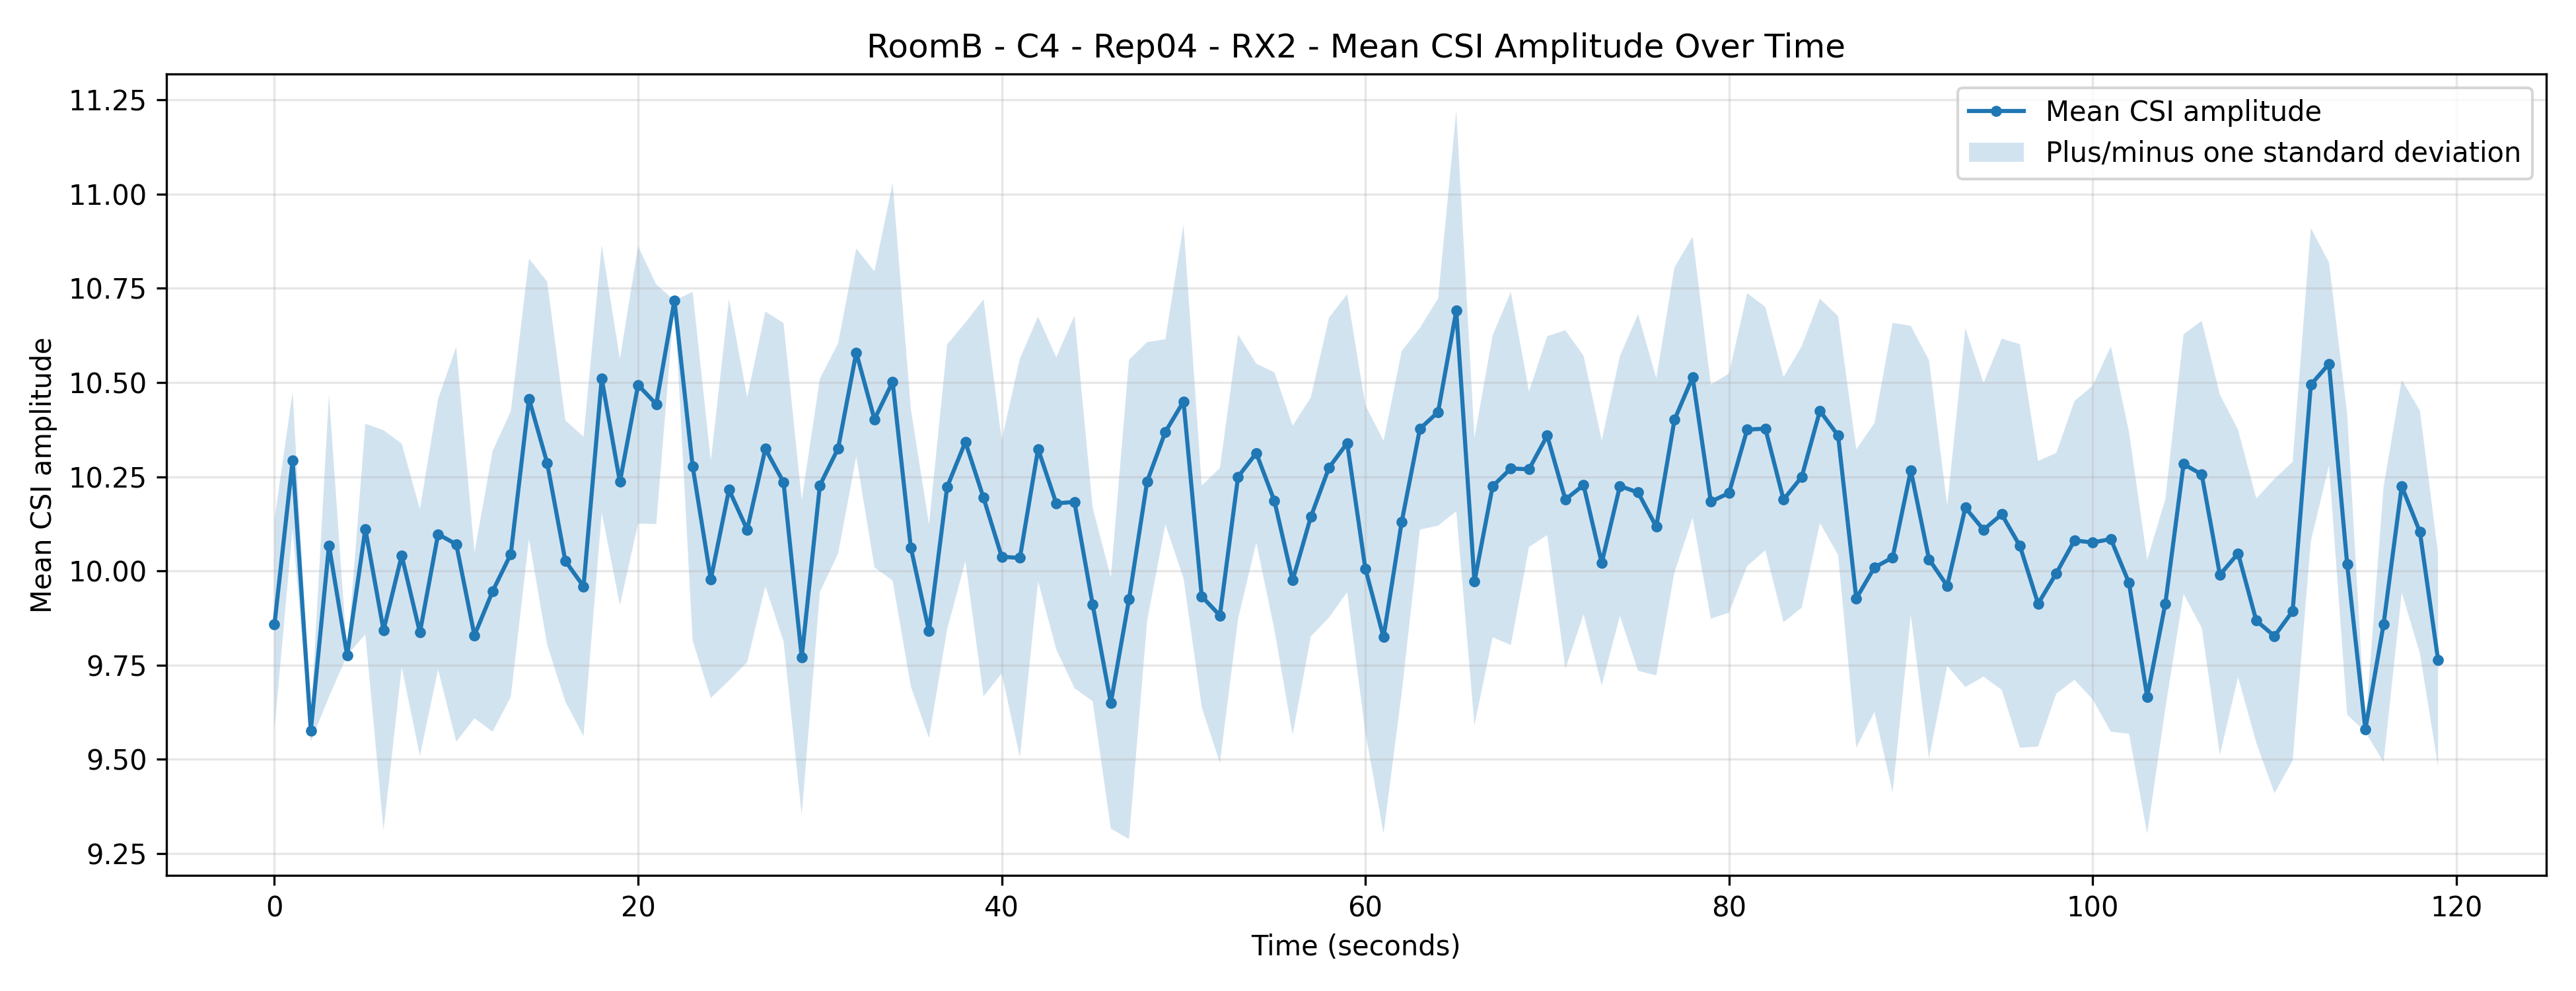 RoomB - C4 - Rep04 - RX2 - Mean CSI Amplitude Over Time
Mean CSI amplitude
Plus/minus one standard deviation
11.25
11.00
10.75
10.50
10.25
10.00
9.75
9.50
9.25
Mean CSI amplitude
0 20 40 60 80 100 120
Time (seconds)